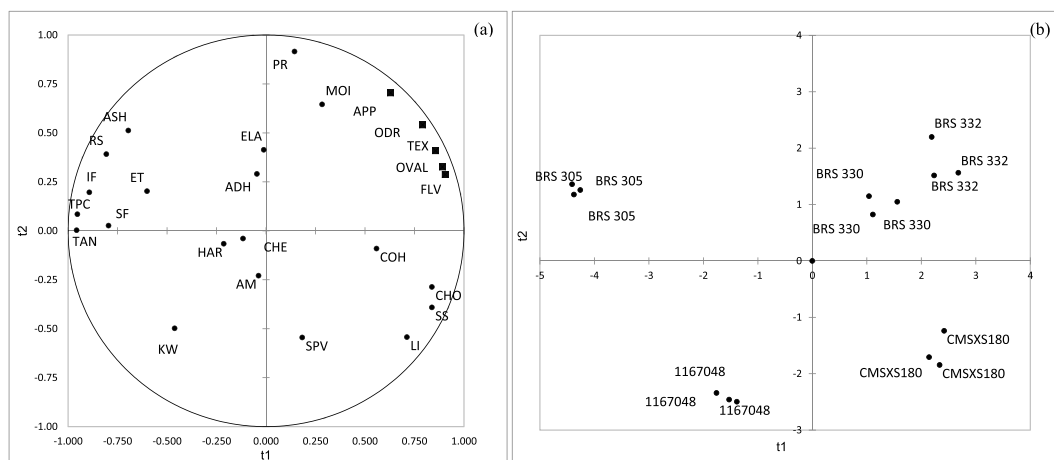 (a)
1.00
PR
MOI
APP
0.75
ODR
ASH
0.50
ELA
TEX
RS
OVAL
IF
ET
ADH
FLV
0.25
TPC
SF
0.00
TAN
HAR
CHE
COH
AM
-0.25
CHO
SS
-0.50
KW
SPV
LI
-0.75
-1.00
-1.000 -0.750 -0.500 -0.250 0.000 0.250 0.500 0.750 1.000
t1
t2
(b)
4
3
BRS 332
2
BRS 332
BRS 305 BRS 305
BRS 330
BRS 332
1
BRS 305
BRS 330 BRS 330
0
-5 -4 -3 -2 -1 0 1 2 3 4
-1
CMSXS180
1167048
CMSXS180 CMSXS180
-2
1167048 1167048
-3
t1
t2